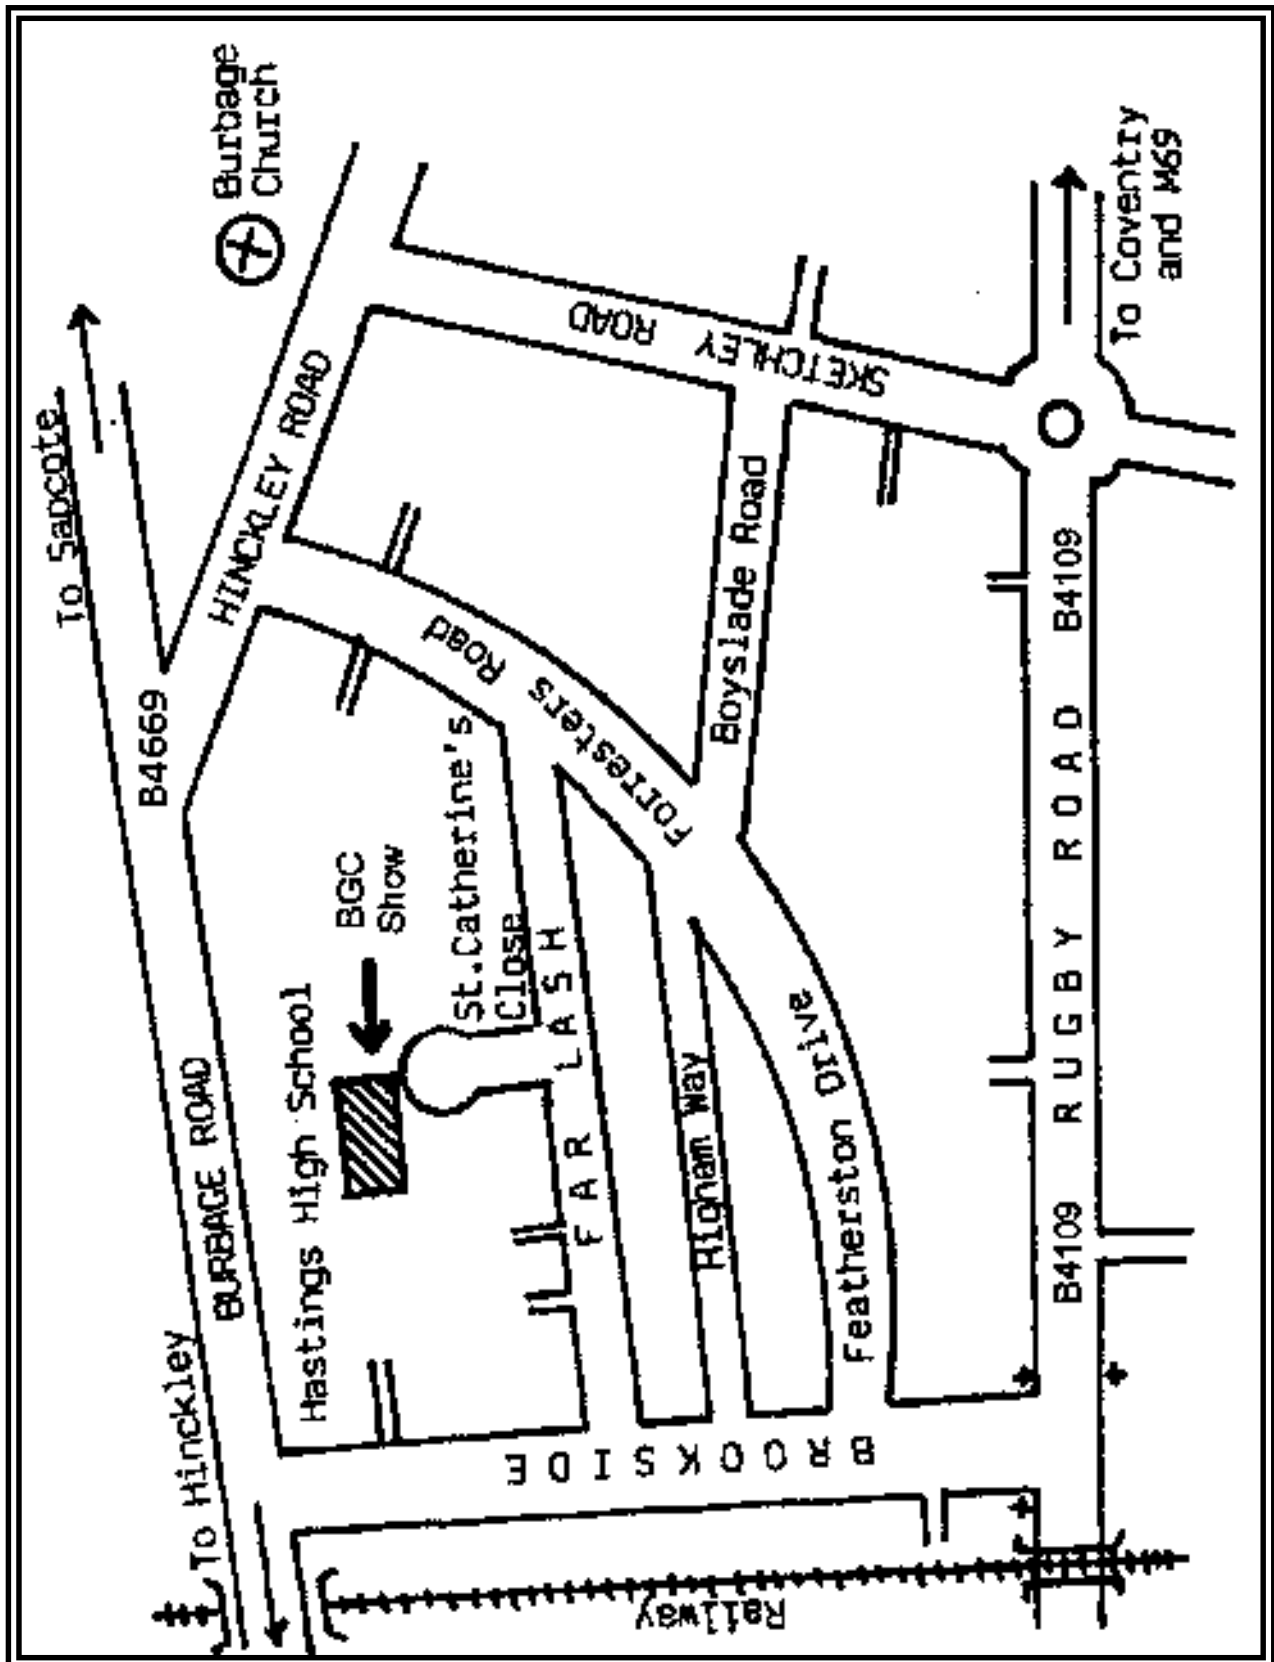 To Hinckley
BURBAGE ROAD
B4669
To Sapcote
Burbage
Church
HINCKLEY ROAD
Hastings High School
BGC
Show
St.Catherine's
Close
FAR LASH
Forresters Road
SKETCHLEY ROAD
Boyslade Road
Higham Way
Featherston Drive
BROOKSIDE
Railway
B4109 RUGBY ROAD B4109
To Coventry
and M69